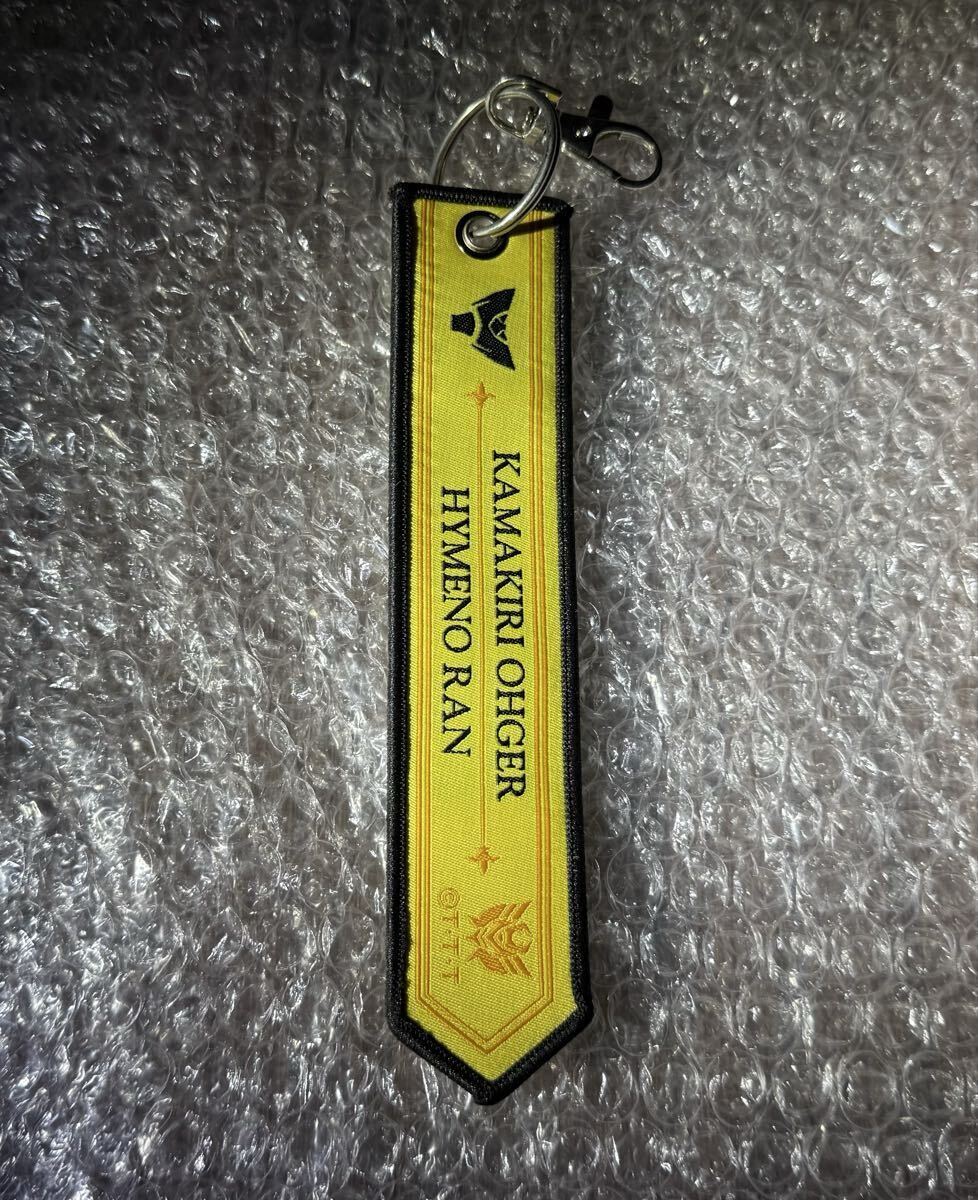 KAMAKIRI OHGER
HYMENO RAN
©T・T